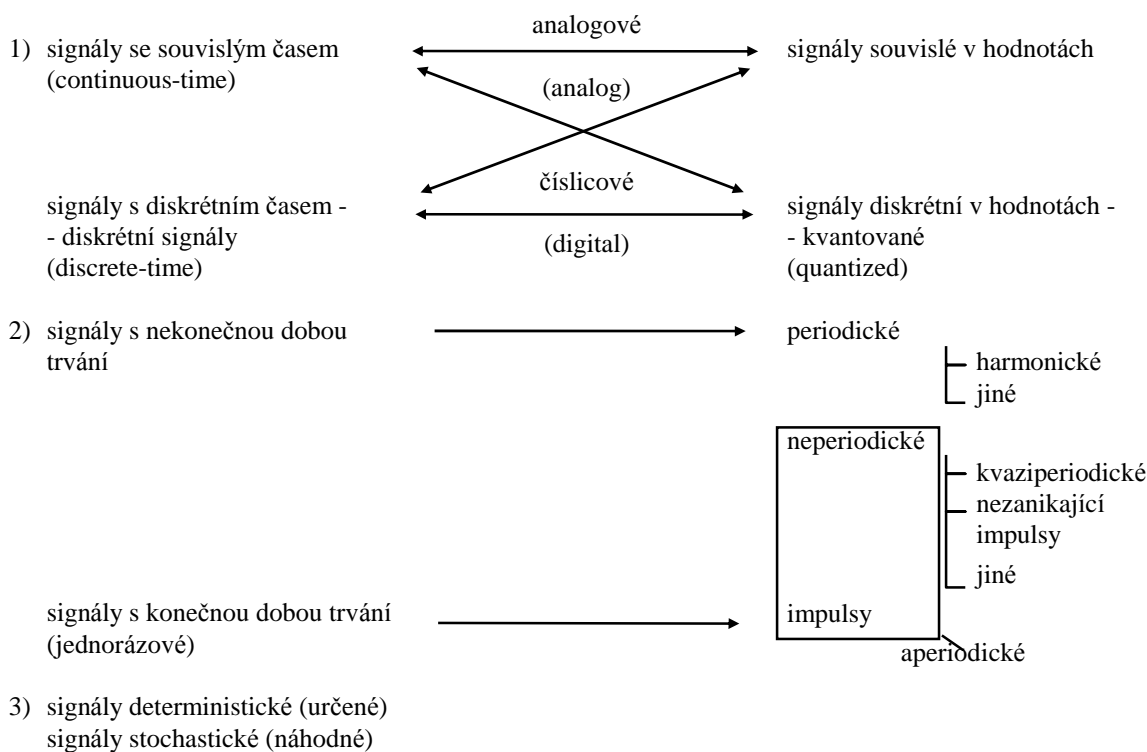 analogové
1) signály se souvislým časem
(continuous-time)
signály souvislé v hodnotách
(analog)
číslicové
signály s diskrétním časem -
- diskrétní signály
(discrete-time)
signály diskrétní v hodnotách -
- kvantované
(quantized)
(digital)
2) signály s nekonečnou dobou
trvání
periodické
harmonické
jiné
neperiodické
kvaziperiodické
nezanikající
impulsy
jiné
signály s konečnou dobou trvání
(jednorázové)
impulsy
aperiodické
3) signály deterministické (určené)
signály stochastické (náhodné)